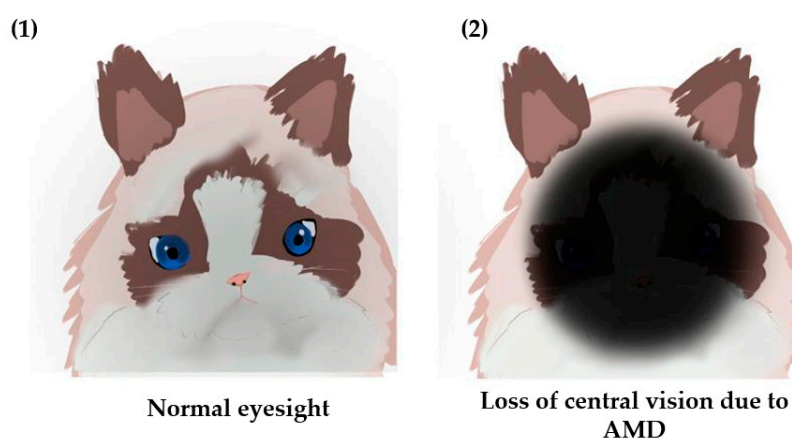 (1)
(2)
Normal eyesight
Loss of central vision due to
AMD